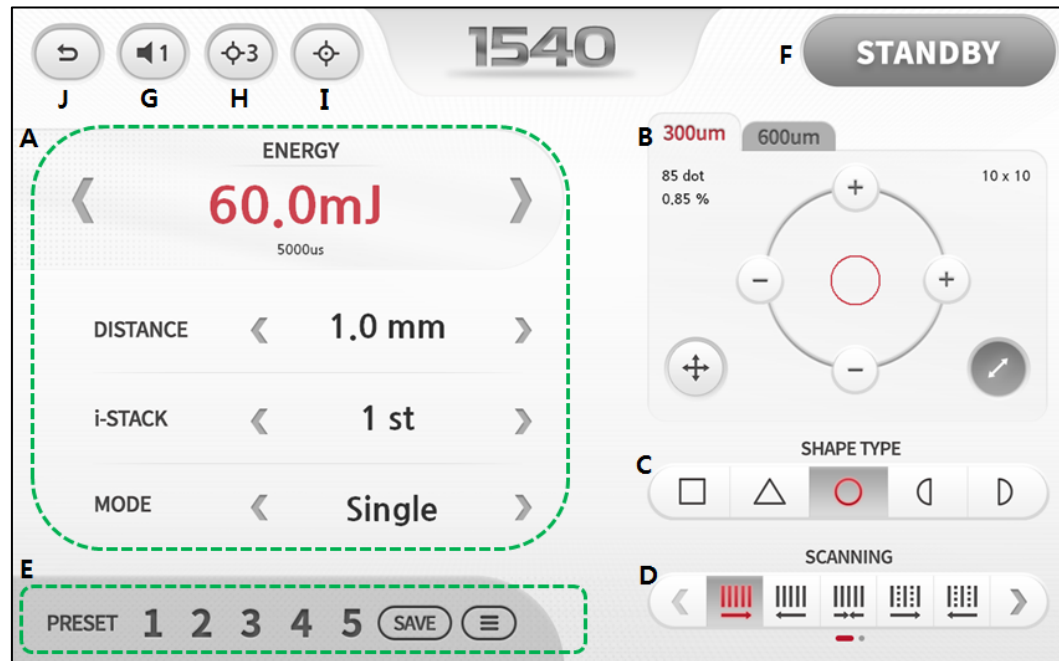 1
3
1540
F
STANDBY
J
G
H
I
A
ENERGY
60.0mJ
5000us
DISTANCE
1.0 mm
i-STACK
1 st
MODE
Single
B
300um
600um
85 dot
10 x 10
0.85 %
C
SHAPE TYPE
D
SCANNING
E
PRESET 1 2 3 4 5 SAVE